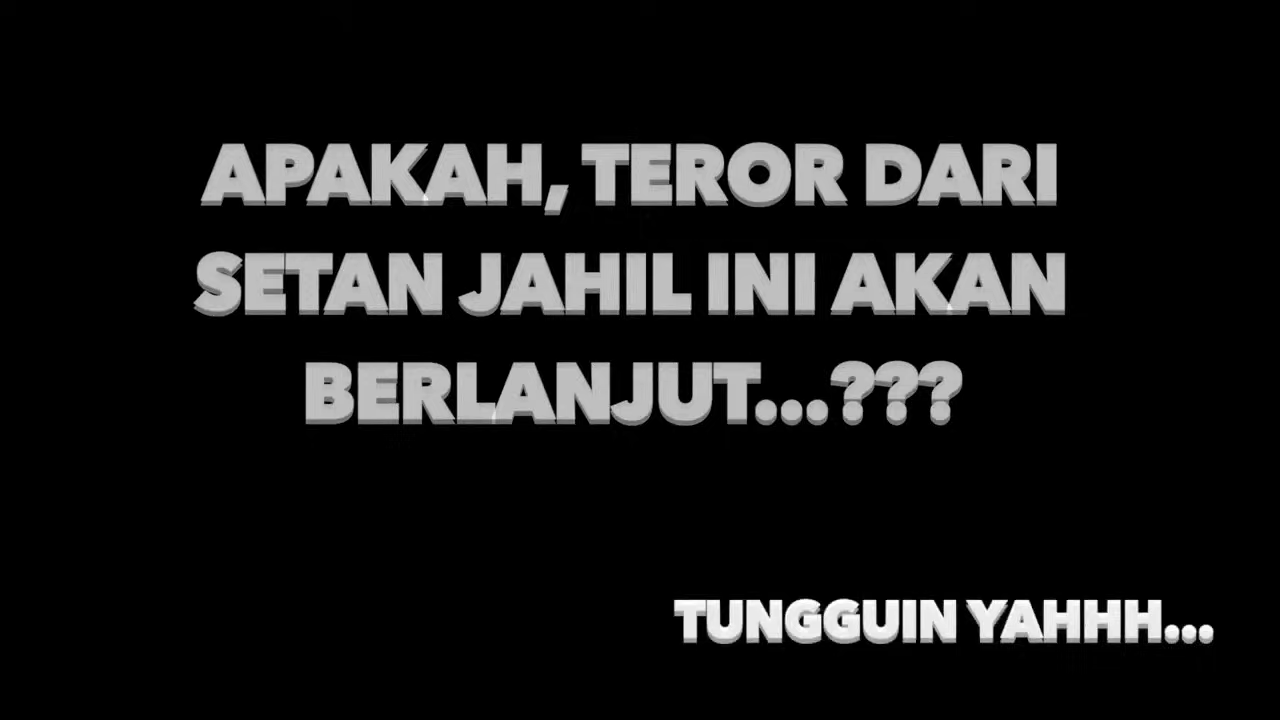 APAKAH, TEROR DARI
SETAN JAHIL INI AKAN
BERLANJUT...???
TUNGGUIN YAHHH...